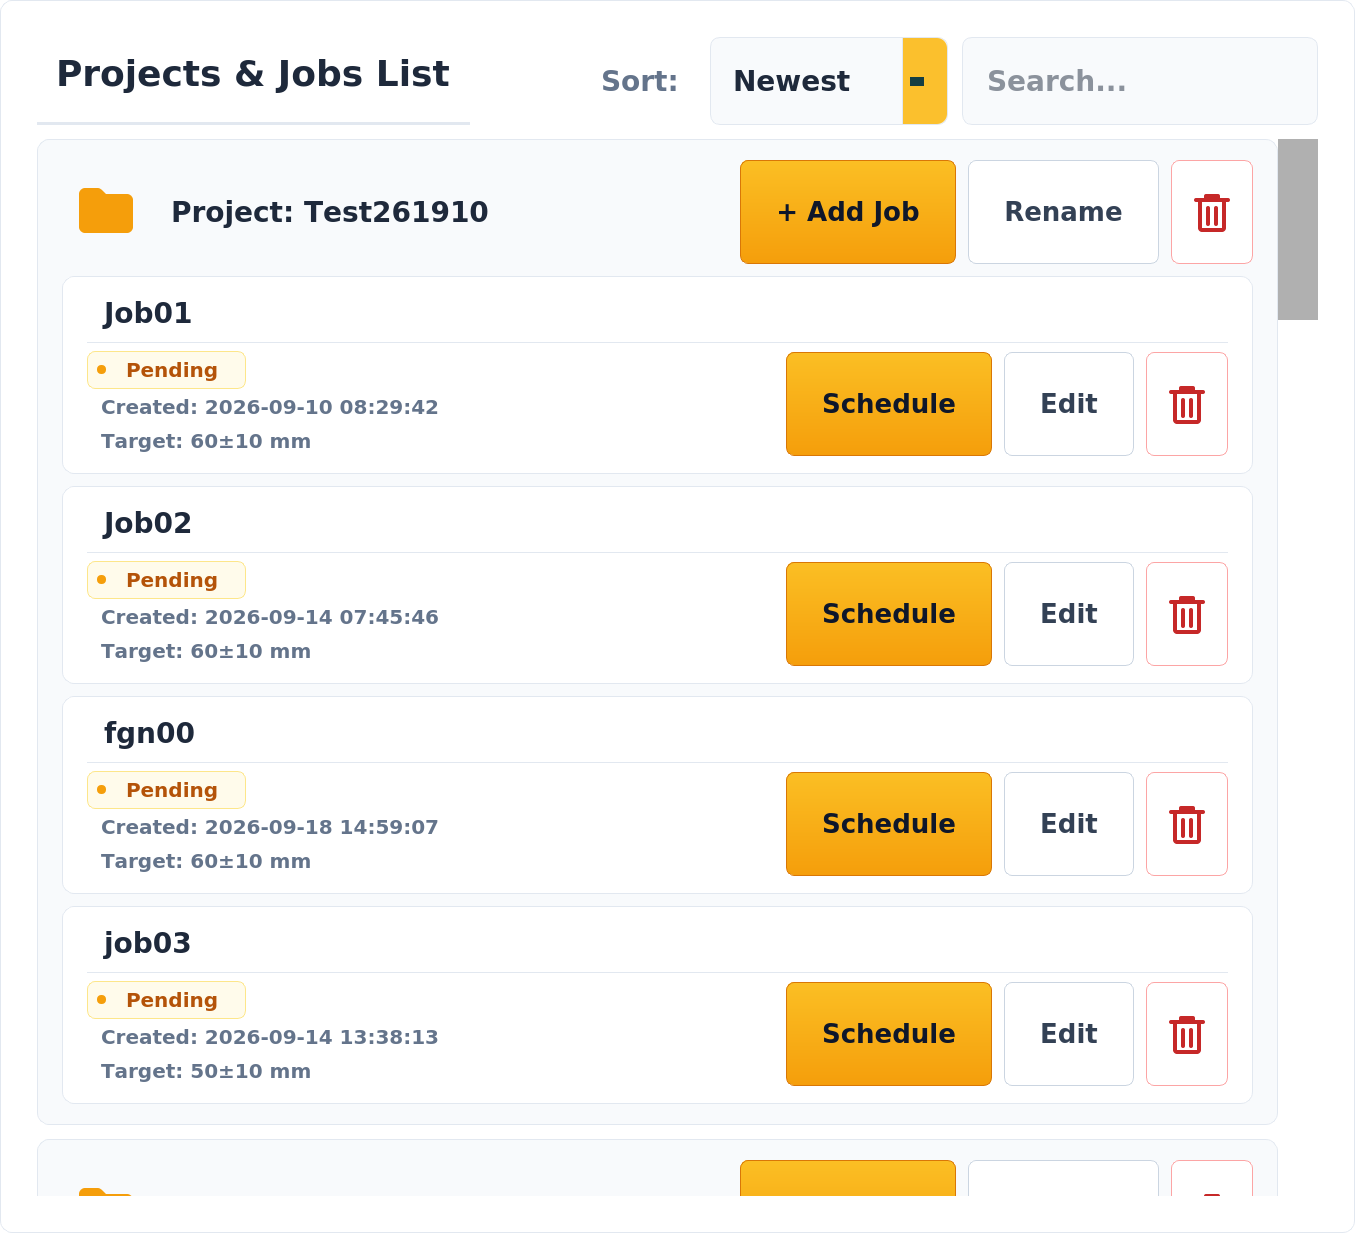 Projects & Jobs List
Sort:
Newest
Search...
Project: Test261910
+ Add Job
Rename
Job01
Pending
Created: 2026-09-10 08:29:42
Target: 60±10 mm
Schedule
Edit
Job02
Pending
Created: 2026-09-14 07:45:46
Target: 60±10 mm
Schedule
Edit
fgn00
Pending
Created: 2026-09-18 14:59:07
Target: 60±10 mm
Schedule
Edit
job03
Pending
Created: 2026-09-14 13:38:13
Target: 50±10 mm
Schedule
Edit